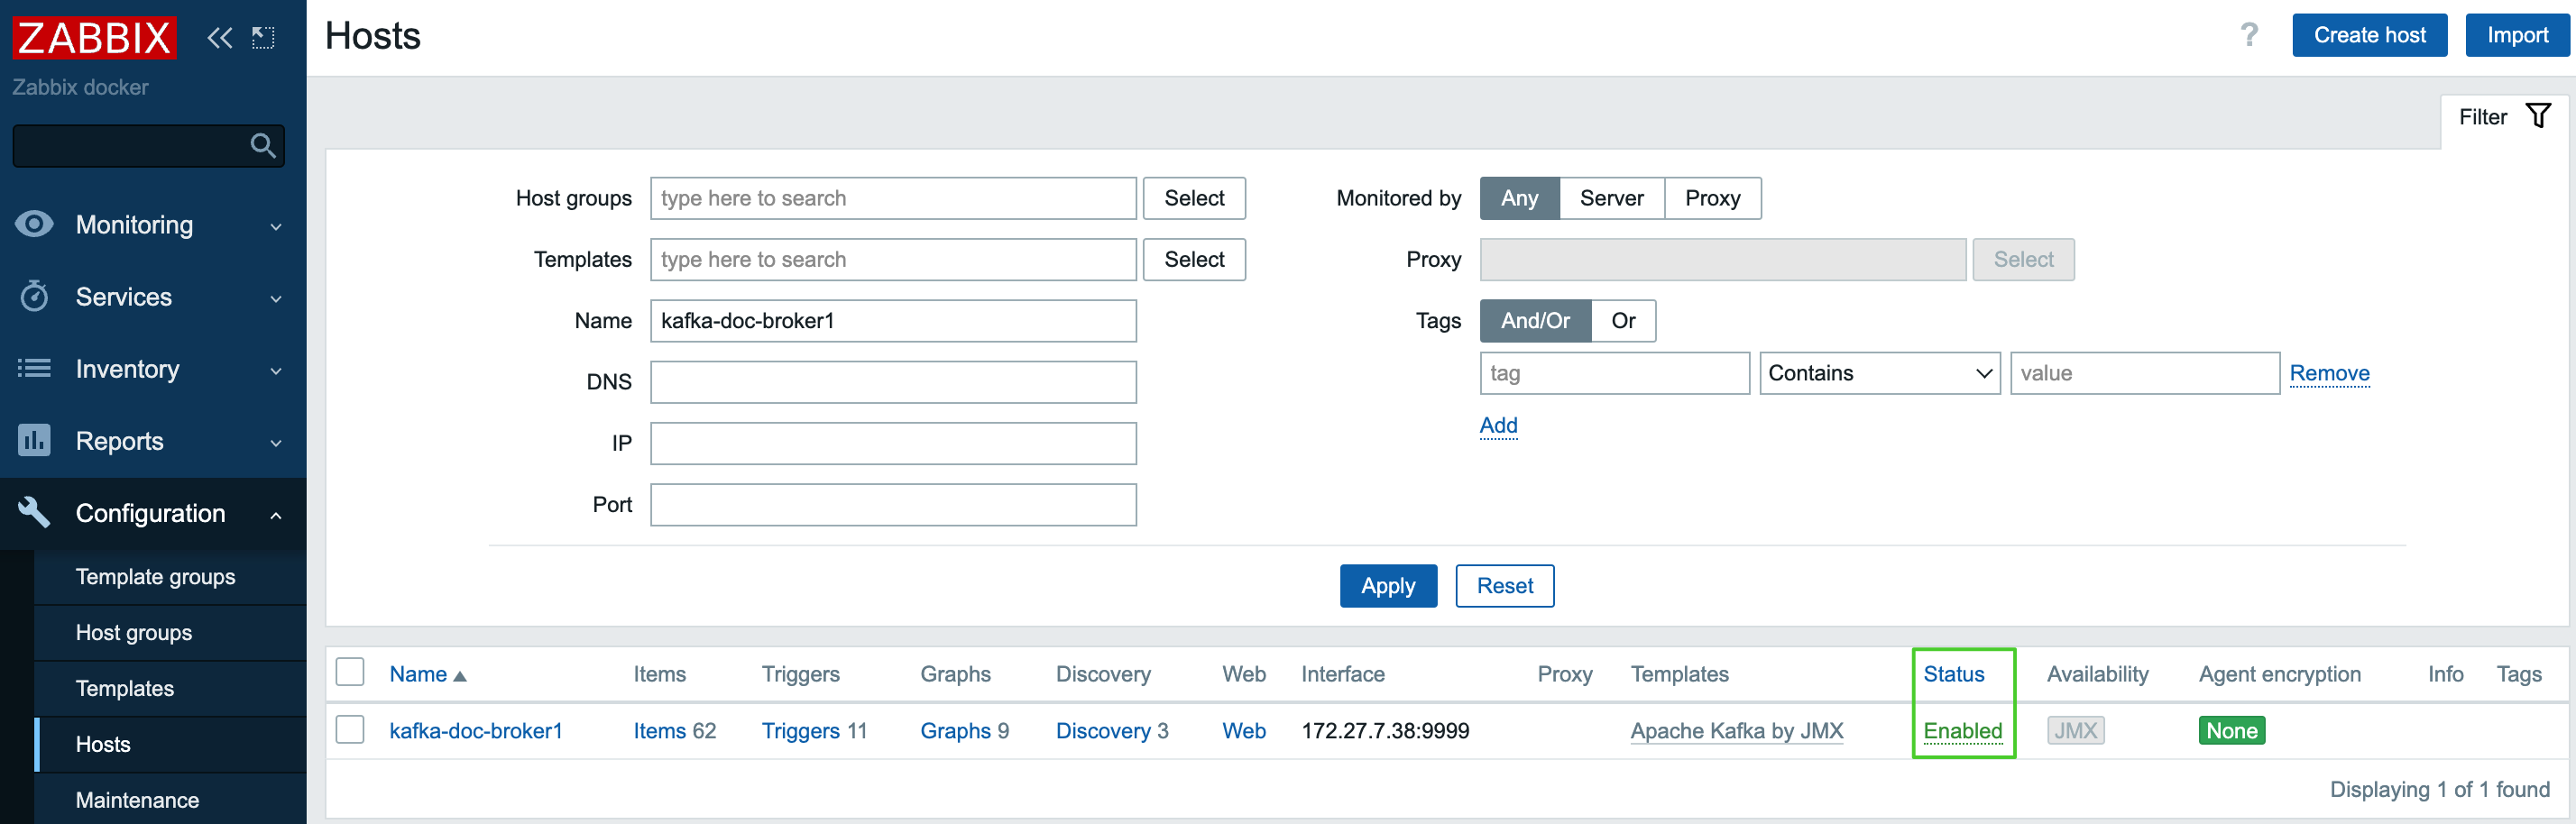 ZABBIX
Zabbix docker
Monitoring
Services
Inventory
Reports
Configuration
Template groups
Host groups
Templates
Hosts
Maintenance
Hosts
? Create host Import
Filter
Host groups type here to search Select
Templates type here to search Select
Name kafka-doc-broker1
DNS
IP
Port
Monitored by Any Server Proxy
Proxy Select
Tags And/Or Or
tag Contains value Remove
Add
Apply Reset
Name Items Triggers Graphs Discovery Web Interface Proxy Templates Status Availability Agent encryption Info Tags
kafka-doc-broker1 Items 62 Triggers 11 Graphs 9 Discovery 3 Web 172.27.7.38:9999 Apache Kafka by JMX Enabled JMX None
Displaying 1 of 1 found